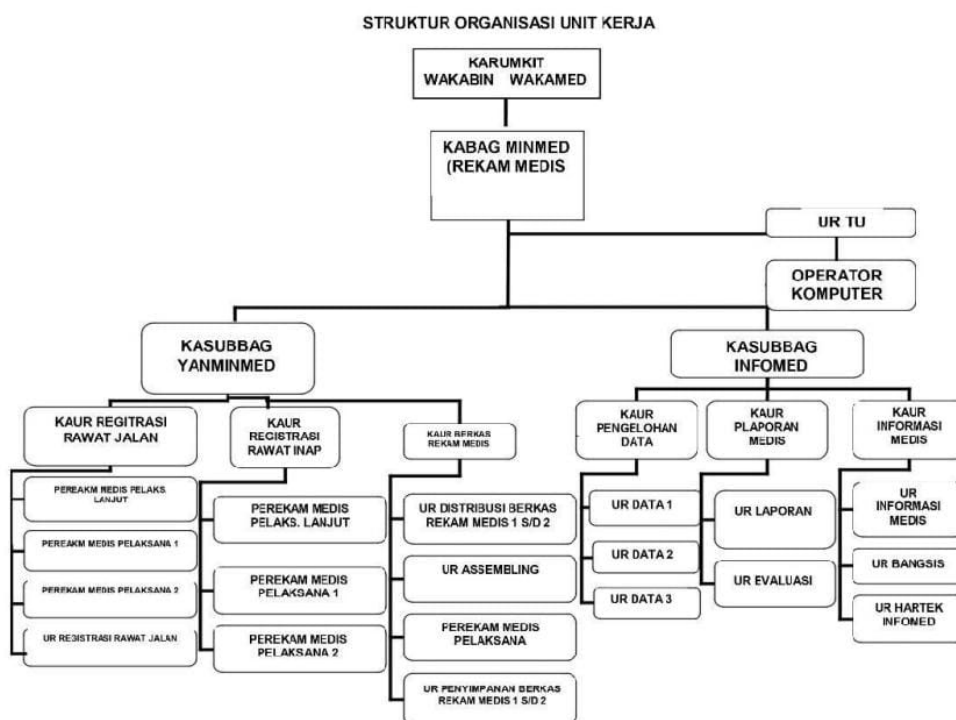 STRUKTUR ORGANISASI UNIT KERJA
KARUMKIT
WAKABIN WAKAMED
KABAG MINMED
(REKAM MEDIS
UR TU
OPERATOR
KOMPUTER
KASUBBAG
YANMINMED
KASUBBAG
INFOMED
KAUR REGITRASI
RAWAT JALAN
KAUR
REGISTRASI
RAWAT INAP
KAUR BERKAS
REKAM MEDIS
KAUR
PENGELOHAN
DATA
KAUR
PLAPORAN
MEDIS
KAUR
INFORMASI
MEDIS
PEREAKM MEDIS PELAKS.
LANJUT
PEREAKM MEDIS PELAKSANA 1
PEREKAM MEDIS PELAKSANA 2
UR REGISTRASI RAWAT JALAN
PEREKAM MEDIS
PELAKS. LANJUT
PEREKAM MEDIS
PELAKSANA 1
PEREKAM MEDIS
PELAKSANA 2
UR DISTRIBUSI BERKAS
REKAM MEDIS 1 S/D 2
UR ASSEMBLING
PEREKAM MEDIS
PELAKSANA
UR PENYIMPANAN BERKAS
REKAM MEDIS 1 S/D 2
UR DATA 1
UR DATA 2
UR DATA 3
UR LAPORAN
UR EVALUASI
UR
INFORMASI
MEDIS
UR BANGSIS
UR HARTEK
INFOMED